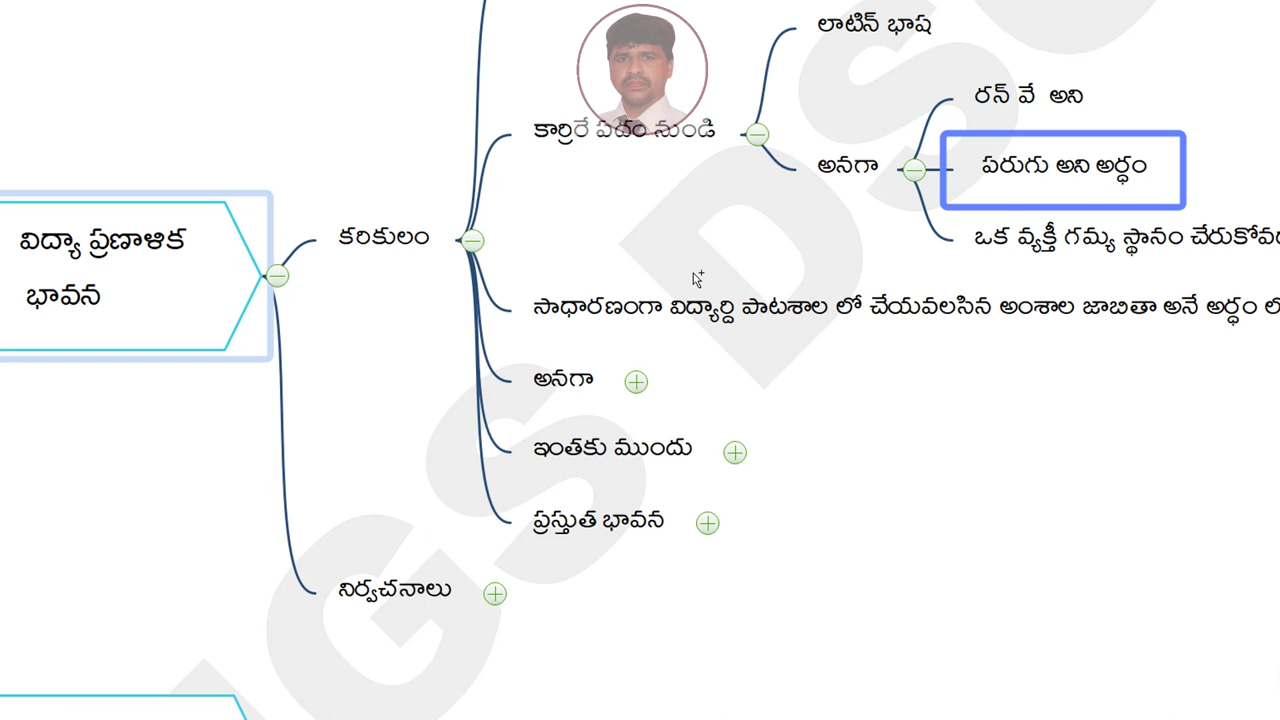 లాటిన్ భాష
రన్ వే అని
కార్రిరే పదం నుండి
అనగా
పరుగు అని అర్ధం
విద్యా ప్రణాళిక
భావన
కరికులం
ఒక వ్యక్తీ గమ్య స్థానం
సాధారణంగా విద్యార్ది పాటశాల లో చేయవలసిన అంశాల జాబితా అనే అర్ధం
అనగా
ఇంతకు ముందు
ప్రస్తుత భావన
నిర్వచనాలు